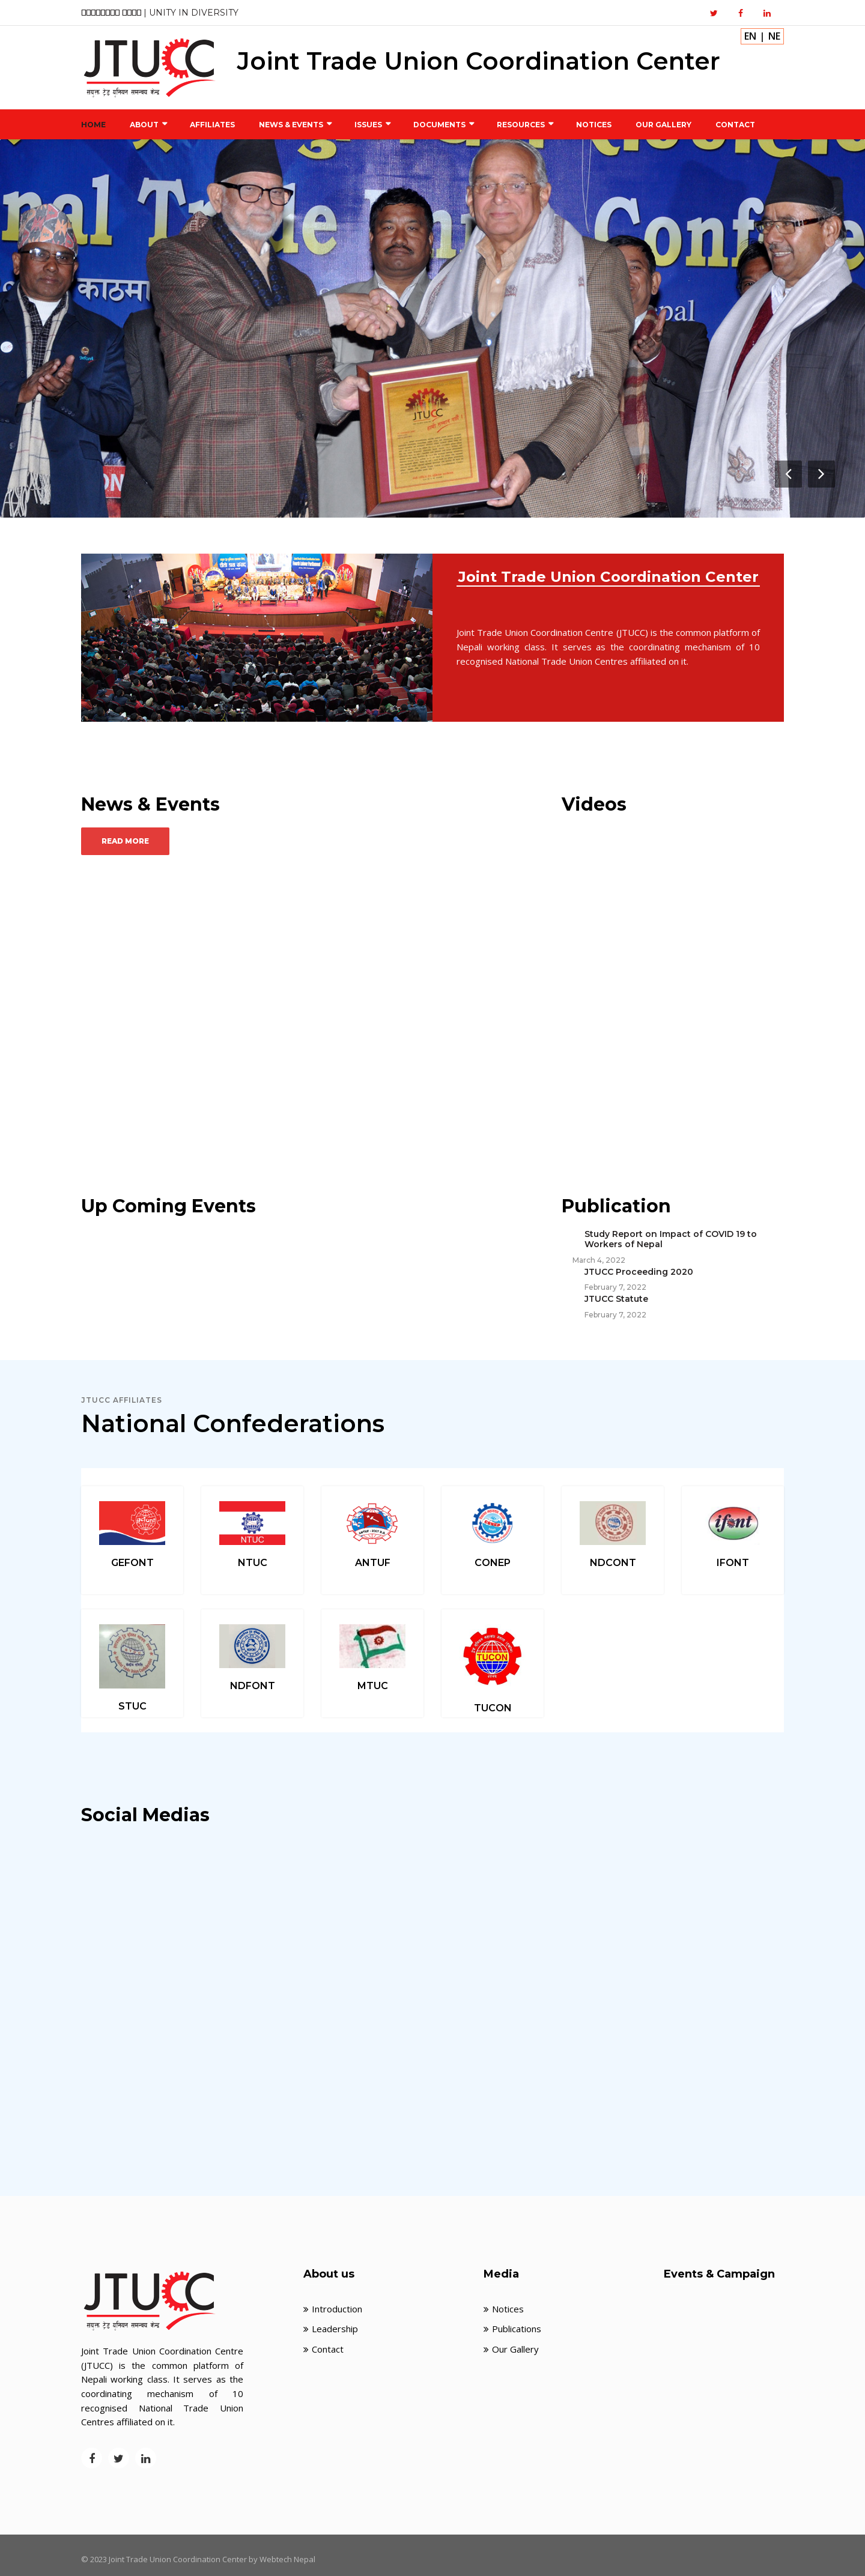 | UNITY IN DIVERSITY
EN | NE
JTUCC
Joint Trade Union Coordination Center
HOME ABOUT AFFILIATES NEWS & EVENTS ISSUES DOCUMENTS RESOURCES NOTICES OUR GALLERY CONTACT
JTUCC
Joint Trade Union Coordination Center
Joint Trade Union Coordination Centre (JTUCC) is the common platform of
Nepali working class. It serves as the coordinating mechanism of 10
recognised National Trade Union Centres affiliated on it.
News & Events
READ MORE
Videos
Up Coming Events
Publication
Study Report on Impact of COVID 19 to
Workers of Nepal
March 4, 2022
JTUCC Proceeding 2020
February 7, 2022
JTUCC Statute
February 7, 2022
JTUCC AFFILIATES
National Confederations
NTUC
ifont
GEFONT NTUC ANTUF CONEP NDCONT IFONT
TUCON
STUC NDFONT MTUC TUCON
Social Medias
JTUCC
Joint Trade Union Coordination Centre
(JTUCC) is the common platform of
Nepali working class. It serves as the
coordinating mechanism of 10
recognised National Trade Union
Centres affiliated on it.
About us
» Introduction
» Leadership
» Contact
Media
» Notices
» Publications
» Our Gallery
Events & Campaign
© 2023 Joint Trade Union Coordination Center by Webtech Nepal